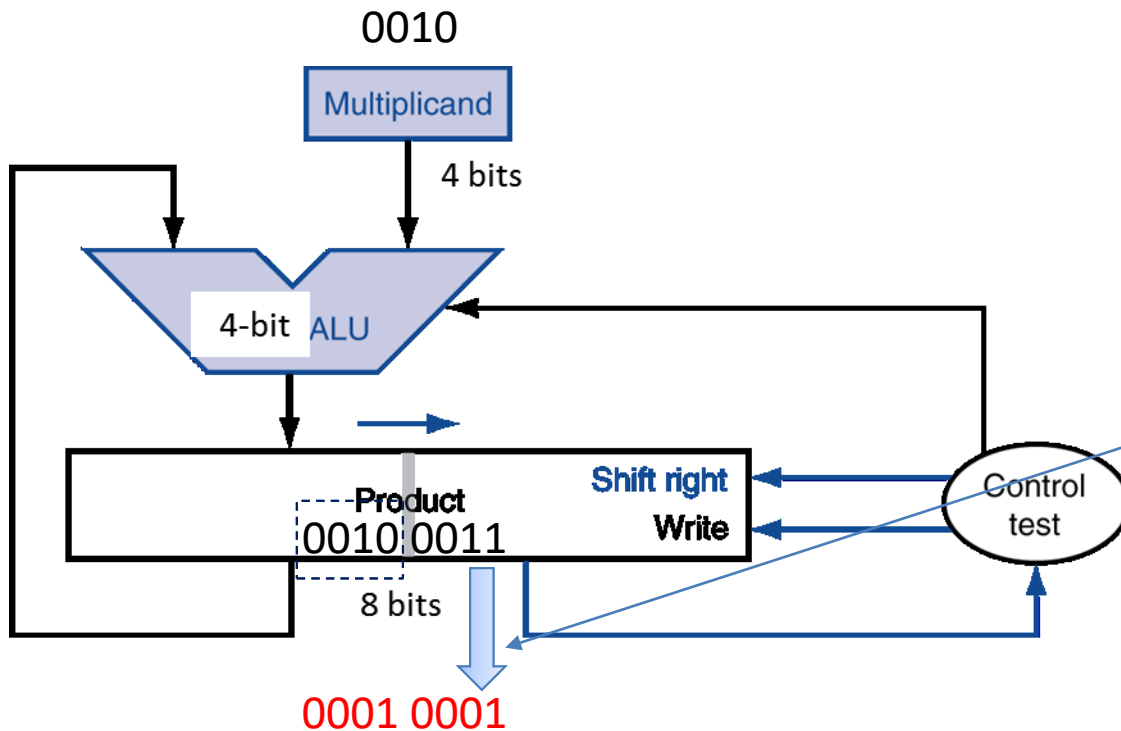 0010
Multiplicand
4 bits
4-bit ALU
Shift right
Control
test
Product
Write
0010 0011
8 bits
0001 0001